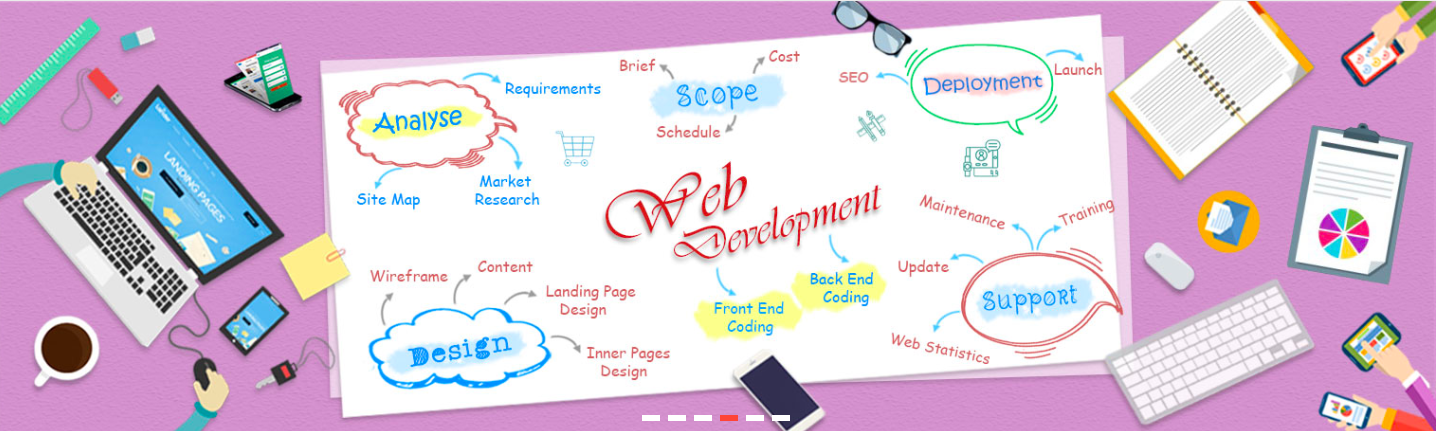 Analyse
Requirements
Site Map
Market
Research
Brief
Cost
Scope
Schedule
SEO
Deployment
Launch
Web
Development
Front End
Coding
Back End
Coding
Wireframe
Content
Landing Page
Design
Design
Inner Pages
Design
Maintenance
Training
Update
Support
Web Statistics
LANDING PAGES